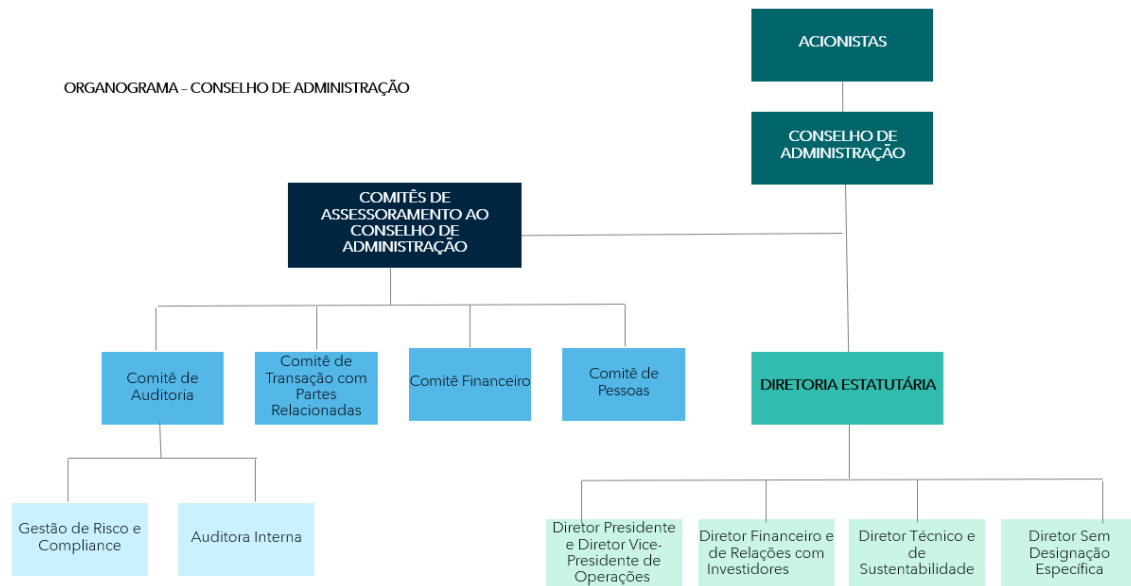 ACIONISTAS
ORGANOGRAMA – CONSELHO DE ADMINISTRAÇÃO
CONSELHO DE
ADMINISTRAÇÃO
COMITÊS DE
ASSESSORAMENTO AO
CONSELHO DE
ADMINISTRAÇÃO
Comitê de
Auditoria
Comitê de
Transação com
Partes
Relacionadas
Comitê Financeiro
Comitê de
Pessoas
DIRETORIA ESTATUTÁRIA
Gestão de Risco e
Compliance
Auditora Interna
Diretor Presidente
e Diretor Vice-
Presidente de
Operações
Diretor Financeiro e
de Relações com
Investidores
Diretor Técnico e
de
Sustentabilidade
Diretor Sem
Designação
Específica